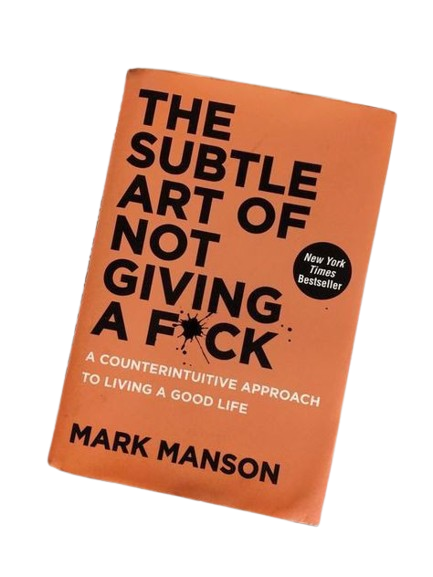 THE
SUBTLE
ART OF
NOT
GIVING
A F*CK
New York
Times
Bestseller
A COUNTERINTUITIVE APPROACH
TO LIVING A GOOD LIFE
MARK MANSON